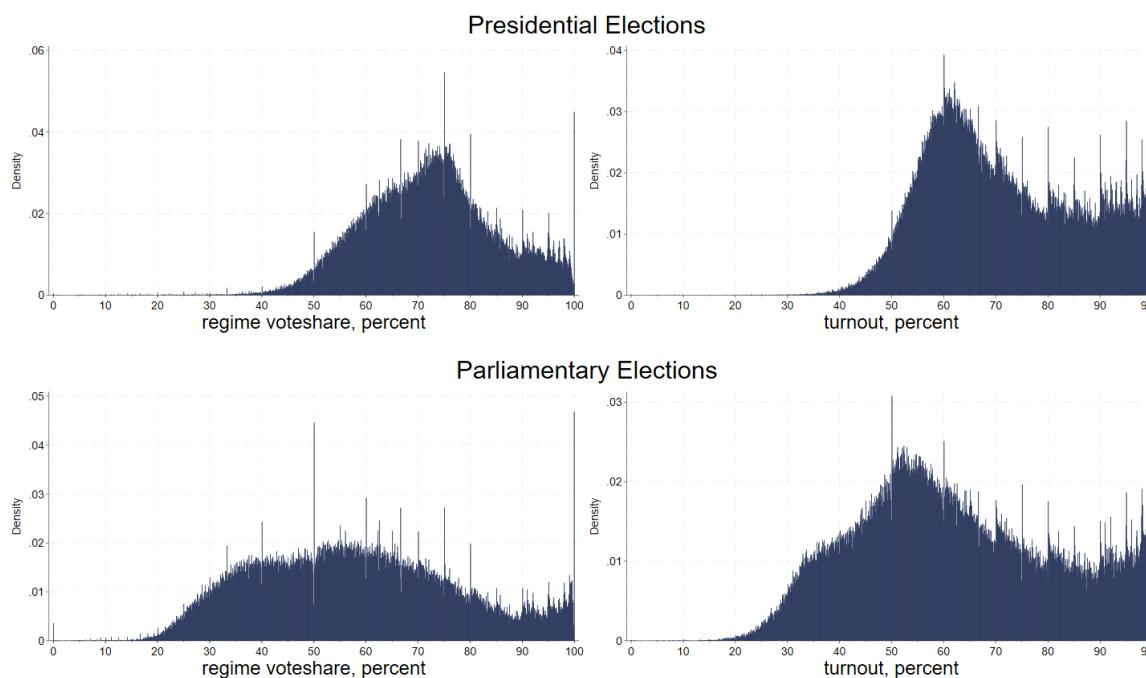 Presidential Elections
.06
.04
.02
0
Density
0 10 20 30 40 50 60 70 80 90 100
regime voteshare, percent
.04
.03
.02
.01
0
Density
0 10 20 30 40 50 60 70 80 90
turnout, percent
Parliamentary Elections
.05
.04
.03
.02
.01
0
Density
0 10 20 30 40 50 60 70 80 90 100
regime voteshare, percent
.03
.02
.01
0
Density
0 10 20 30 40 50 60 70 80 90
turnout, percent